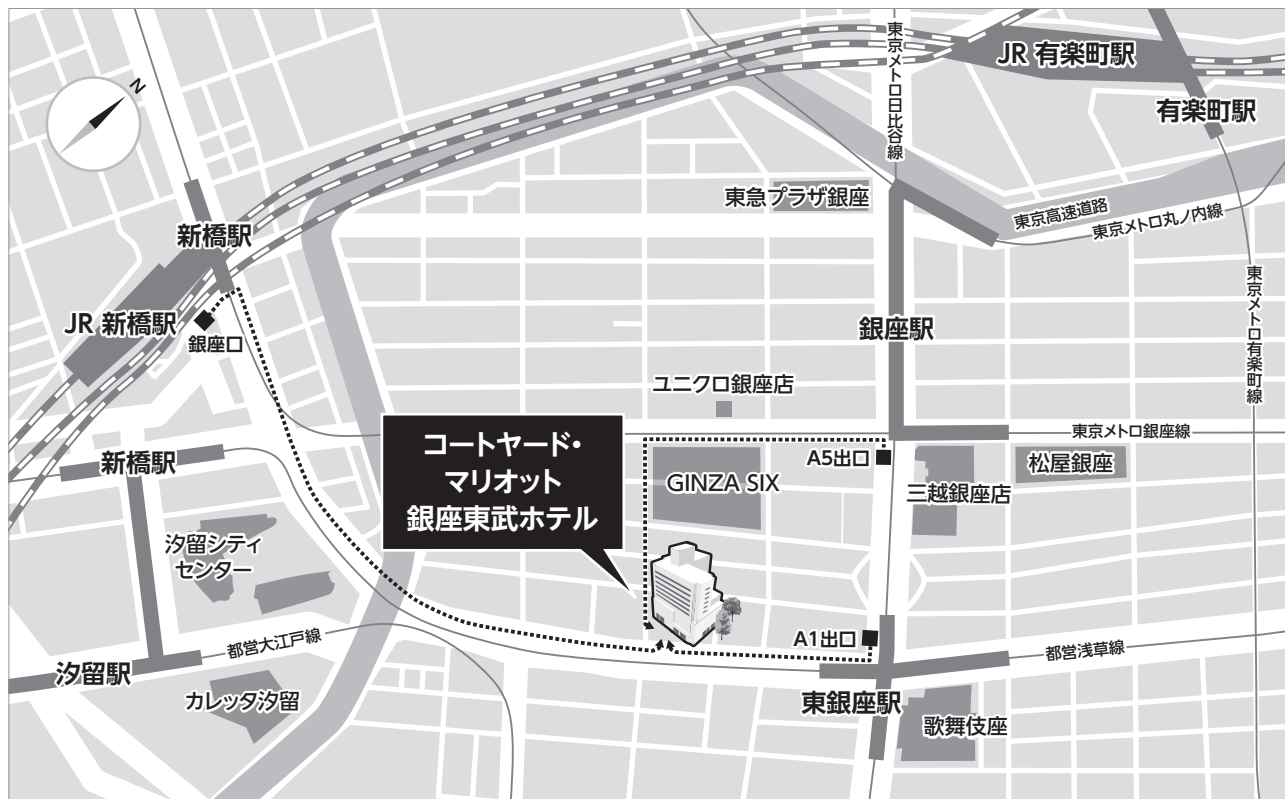 N
JR 有楽町駅
東京メトロ日比谷線
有楽町駅
東急プラザ銀座
東京高速道路
東京メトロ丸ノ内線
新橋駅
JR 新橋駅
銀座口
銀座駅
東京メトロ有楽町線
ユニクロ銀座店
東京メトロ銀座線
コートヤード・
マリオット
銀座東武ホテル
新橋駅
A5出口
GINZA SIX
松屋銀座
三越銀座店
汐留シティ
センター
A1出口
都営大江戸線
都営浅草線
汐留駅
カレッタ汐留
東銀座駅
歌舞伎座